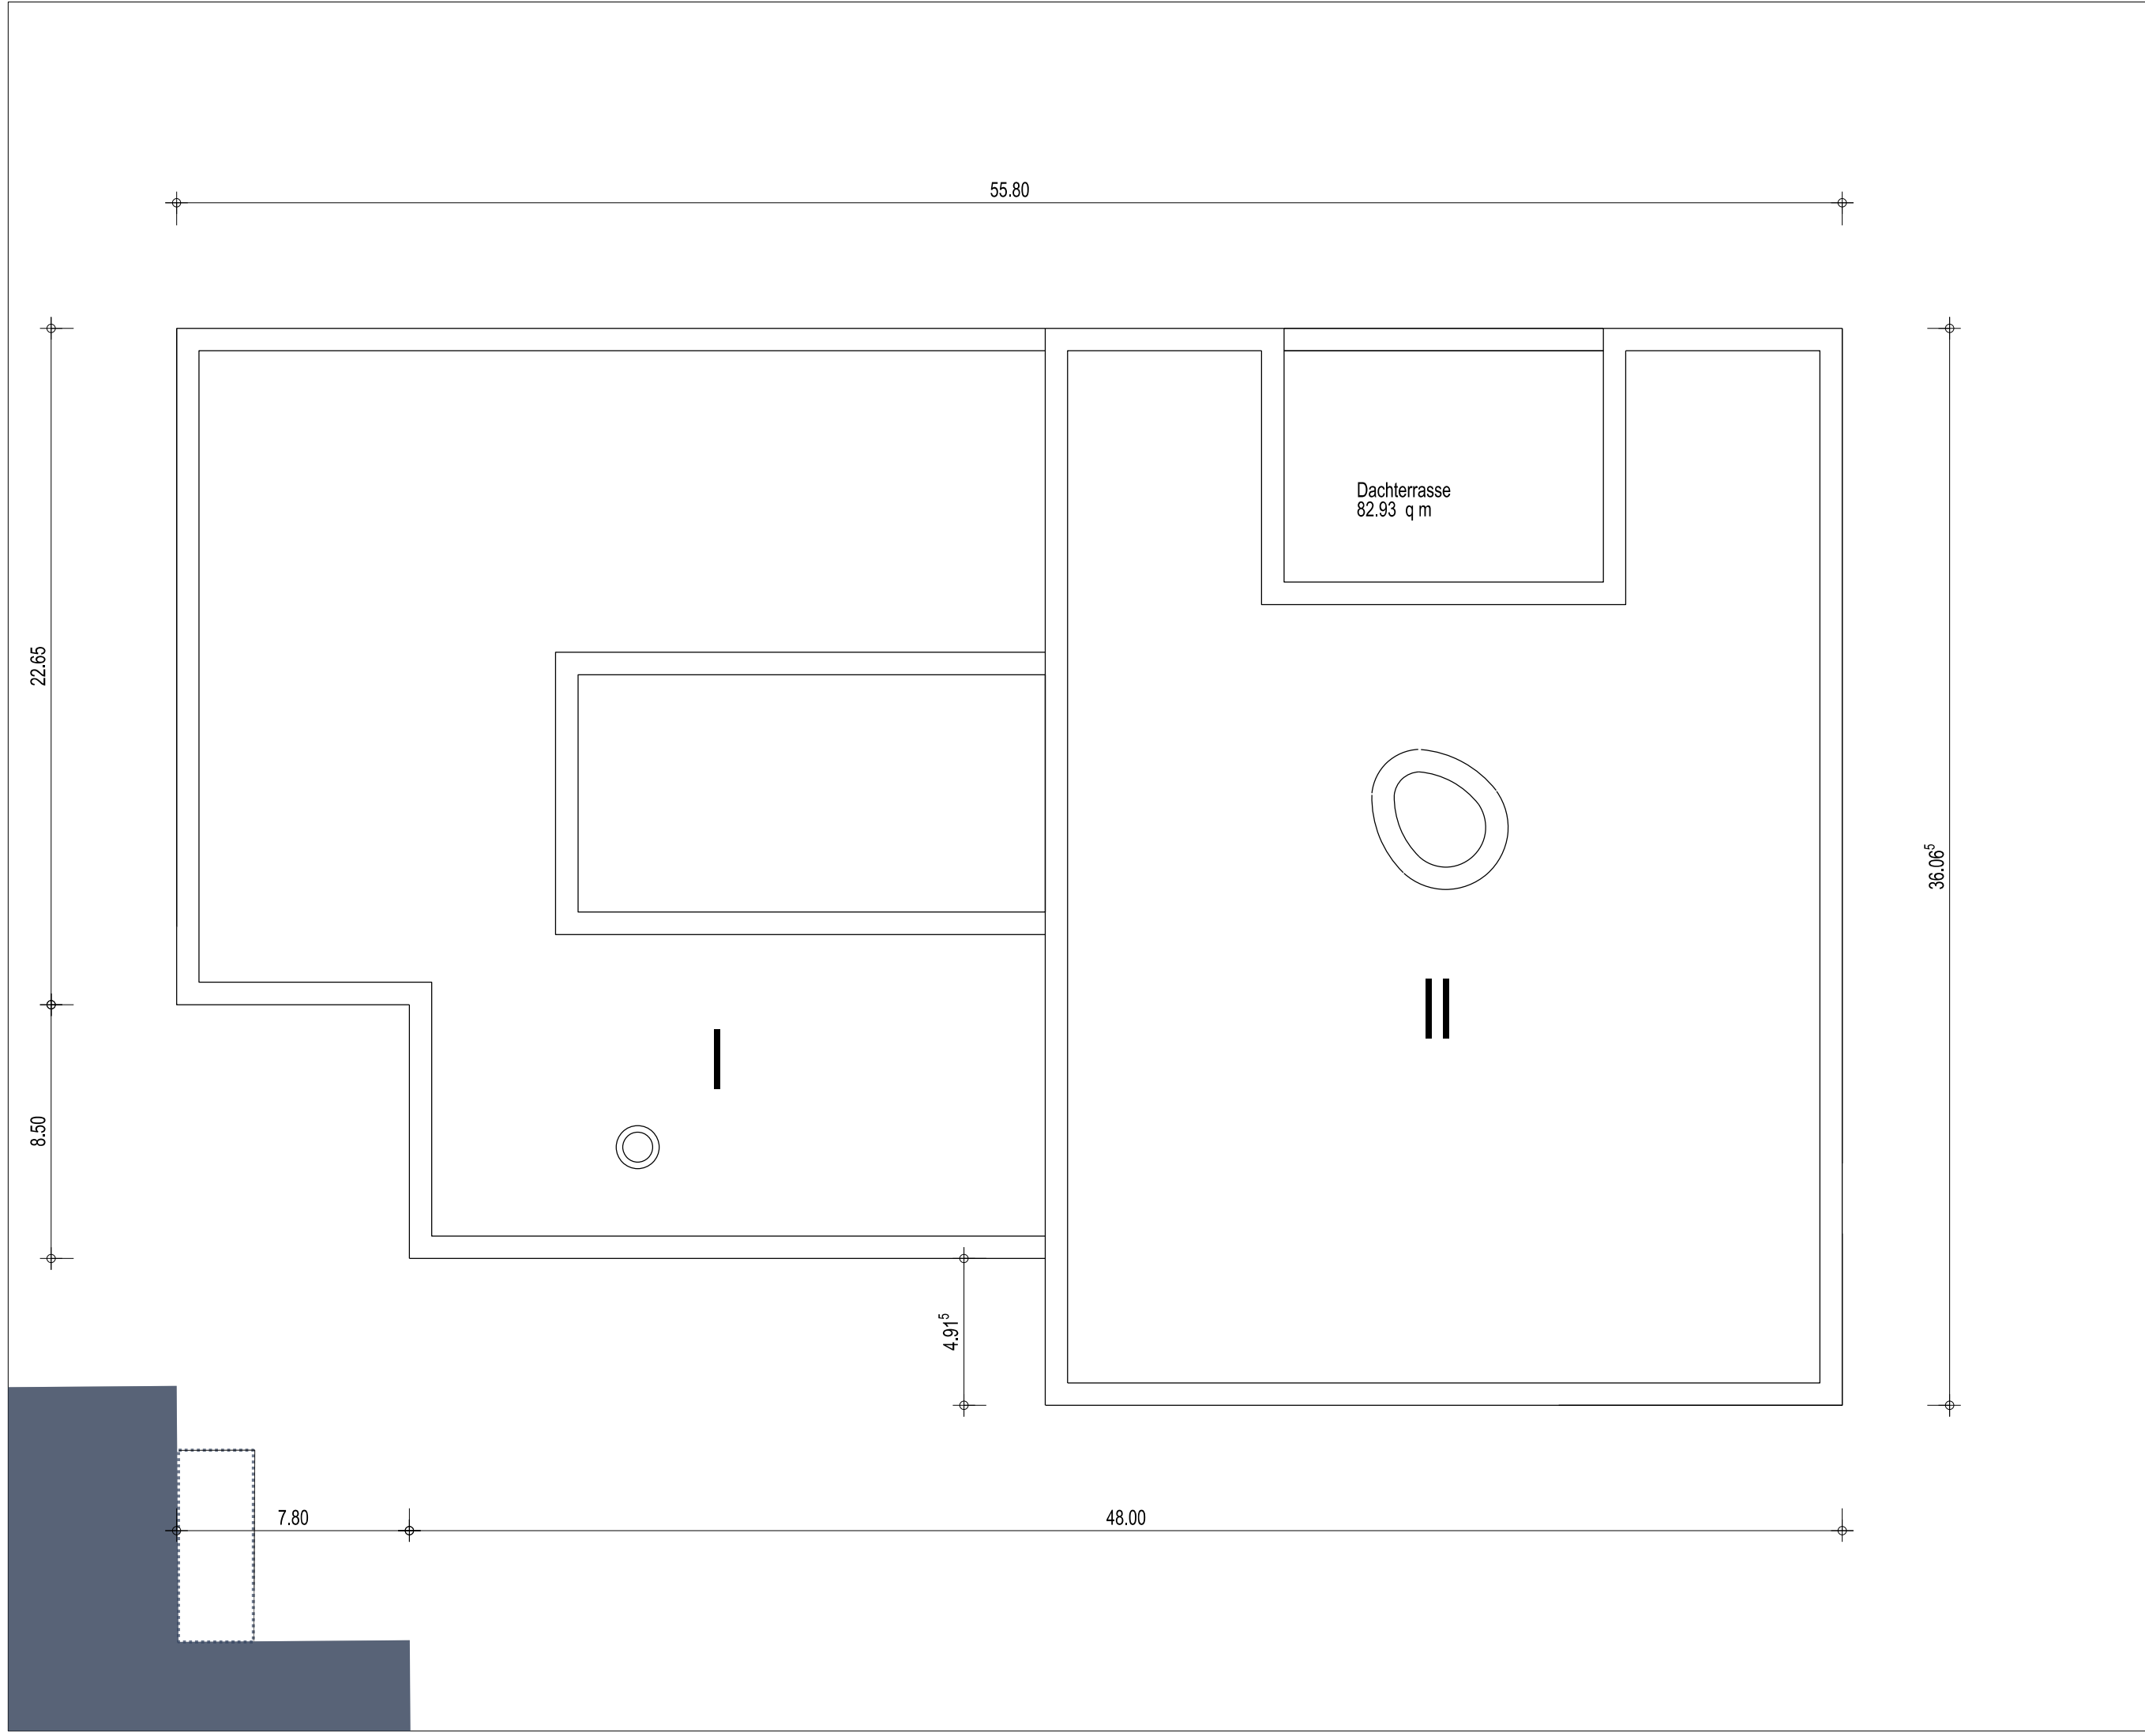 55.80
Dachterrasse
82.93 q m
22.65
36.06⁵
II
I
8.50
4.91⁵
7.80
48.00